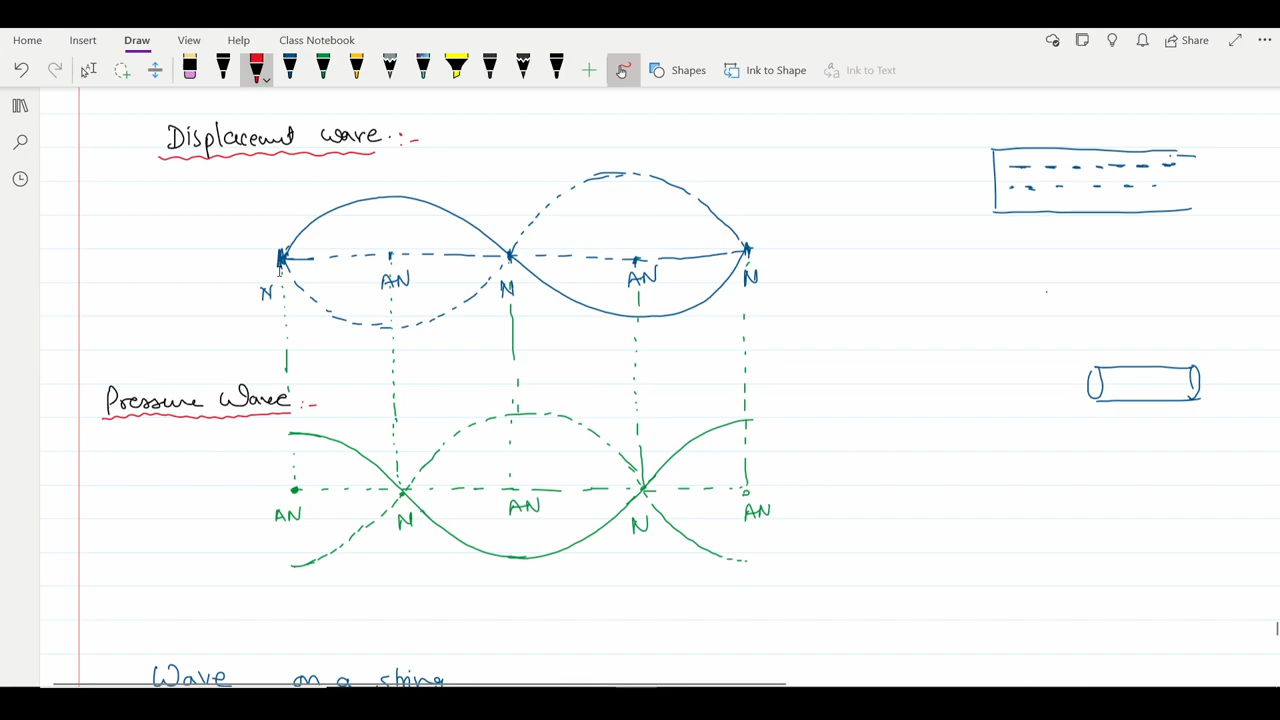 Home Insert Draw View Help Class Notebook Share
Shapes Ink to Shape Ink to Text
Displacemt wave :-
AN AN
N N N
Pressure Wave :-
AN N AN N AN
Wave on a string